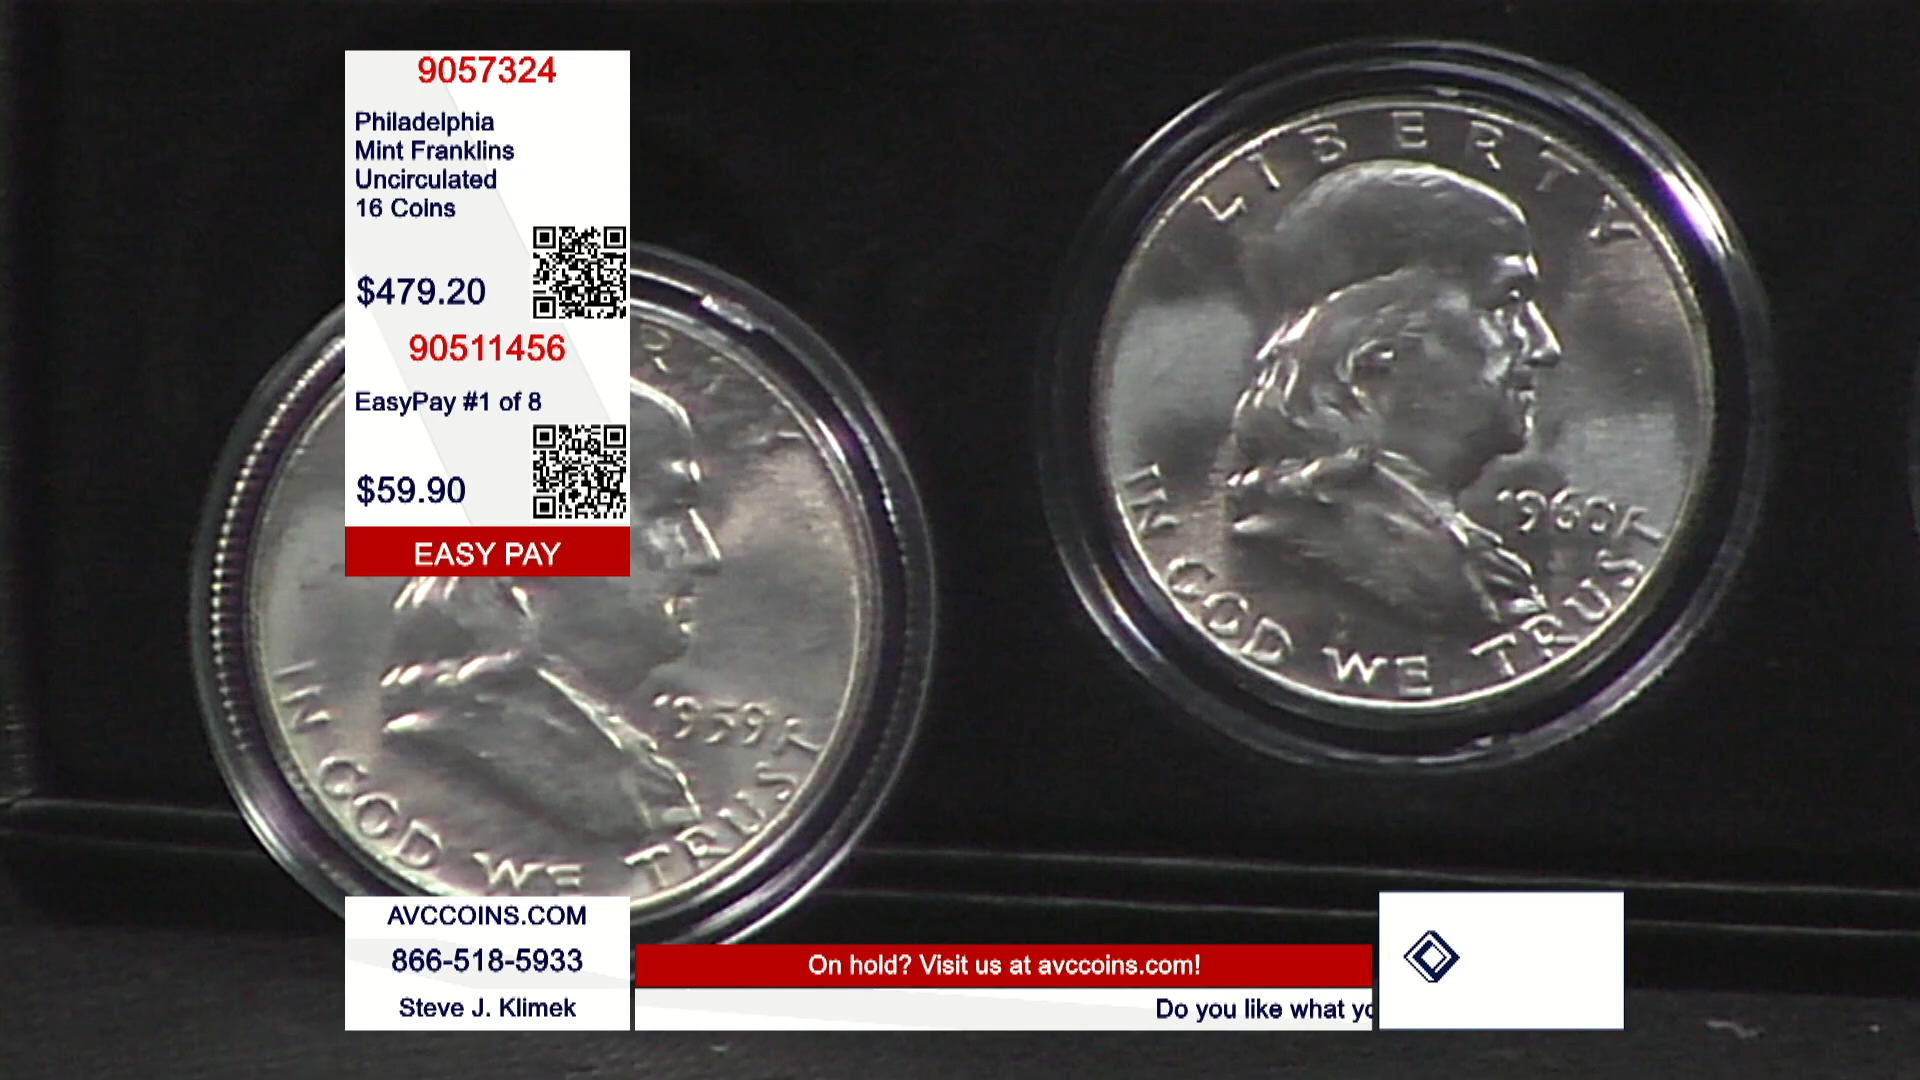 9057324
Philadelphia
Mint Franklins
Uncirculated
16 Coins
$479.20
90511456
EasyPay #1 of 8
$59.90
EASY PAY
IN GOD WE TRUST
1959
LIBERTY
1960
IN GOD WE TRUST
AVCCOINS.COM
866-518-5933
Steve J. Klimek
On hold? Visit us at avccoins.com!
Do you like what